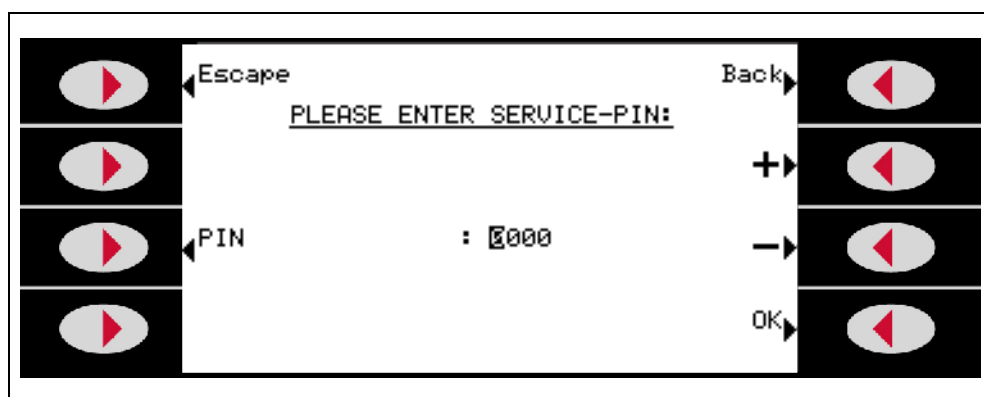 Escape Back
PLEASE ENTER SERVICE-PIN:
+
PIN : 0000 −
OK